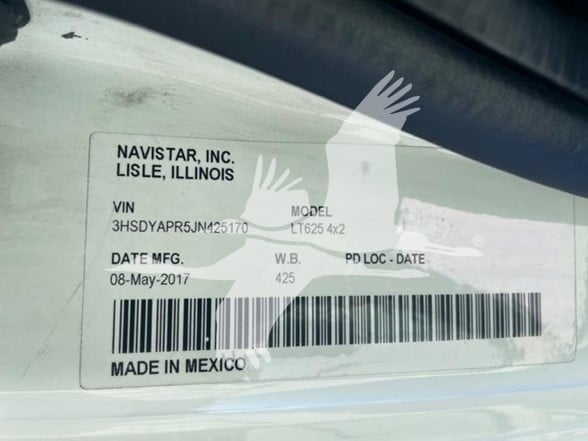 NAVISTAR, INC.
LISLE, ILLINOIS
VIN MODEL
3HSDYAPR5JN425170 LT625 4x2
DATE MFG. W.B. PD LOC - DATE
08-May-2017 425
MADE IN MEXICO
®